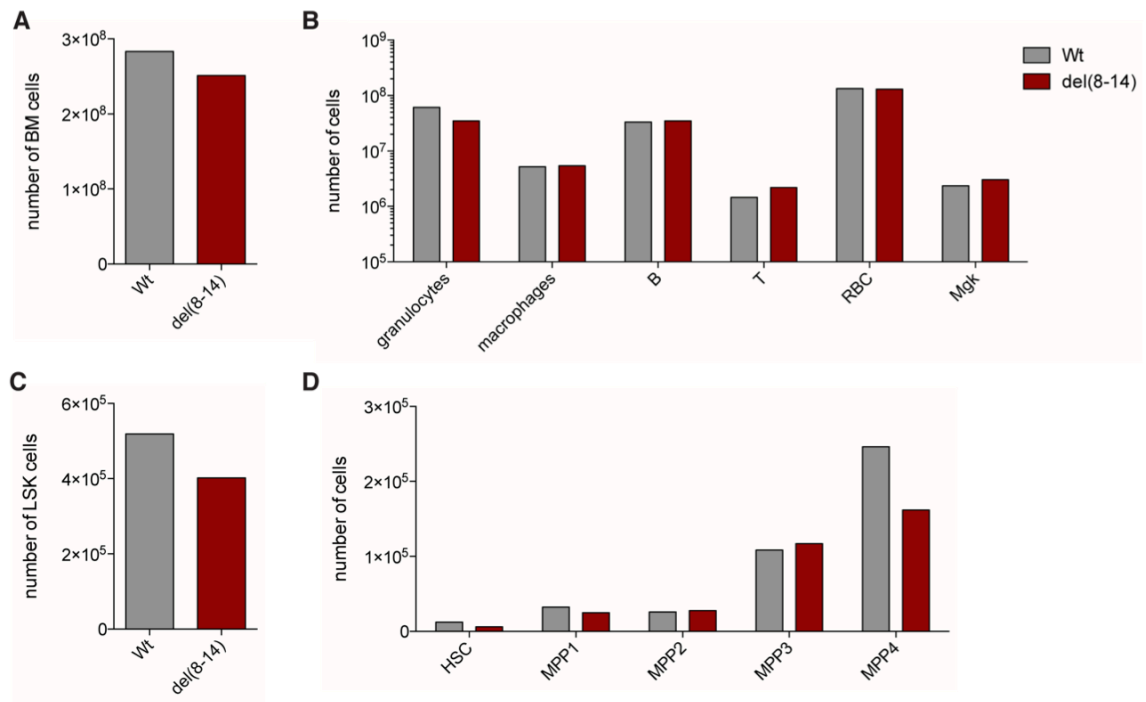 A
number of BM cells
3×10⁸
2×10⁸
1×10⁸
0
Wt
del(8-14)
B
number of cells
10⁹
10⁸
10⁷
10⁶
10⁵
granulocytes
macrophages
B
T
RBC
Mgk
Wt
del(8-14)
C
number of LSK cells
6×10⁵
4×10⁵
2×10⁵
0
Wt
del(8-14)
D
number of cells
3×10⁵
2×10⁵
1×10⁵
0
HSC
MPP1
MPP2
MPP3
MPP4